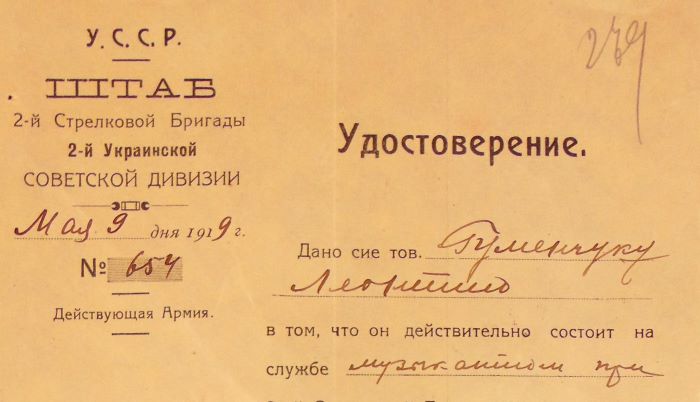 У. С. С. Р.
ШТАБ
2-й Стрелковой Бригады
2-й Украинской
СОВЕТСКОЙ ДИВИЗИИ
Мая 9 дня 1919 г.
№ 654
Действующая Армия.
279
Удостоверение.
Дано сие тов. Гуменчуку
Леонтию
в том, что он действительно состоит на
службе музыкантом при